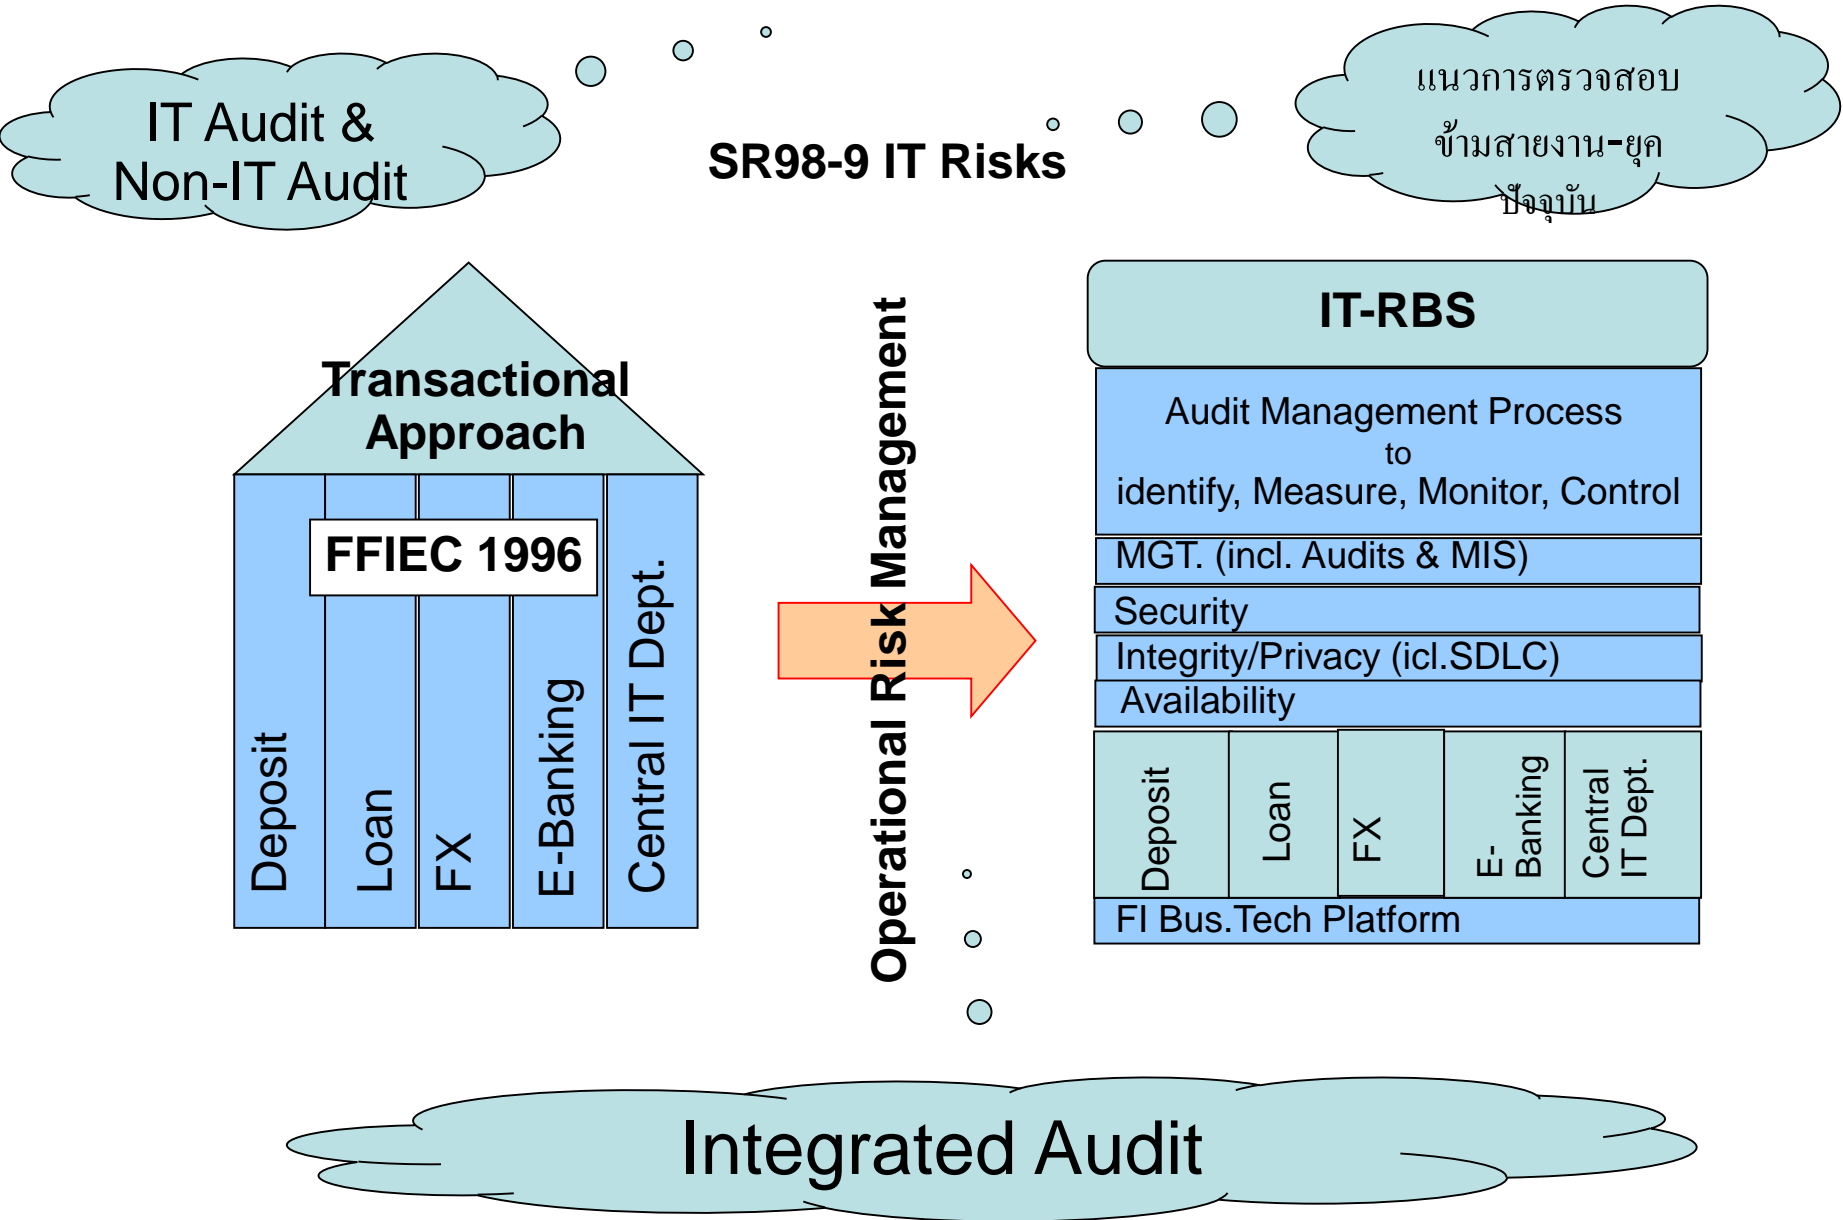 IT Audit &
Non-IT Audit
SR98-9 IT Risks
แนวการตรวจสอบ
ข้ามสายงาน-ยุค
ปัจจุบัน
Transactional
Approach
FFIEC 1996
Deposit
Loan
FX
E-Banking
Central IT Dept.
Operational Risk Management
IT-RBS
Audit Management Process
to
identify, Measure, Monitor, Control
MGT. (incl. Audits & MIS)
Security
Integrity/Privacy (icl.SDLC)
Availability
Deposit
Loan
FX
E-
Banking
Central
IT Dept.
FI Bus.Tech Platform
Integrated Audit